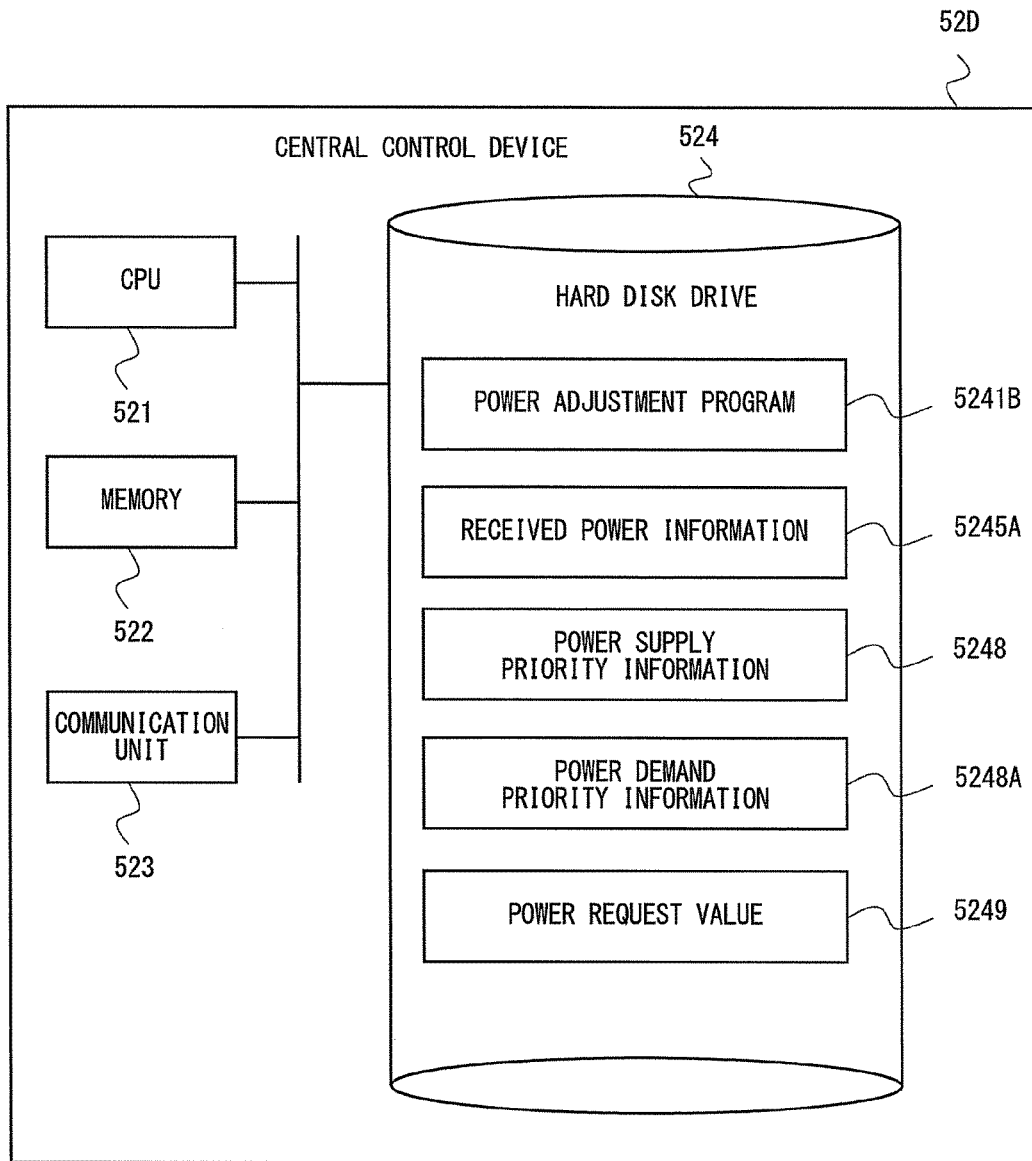 52D
CENTRAL CONTROL DEVICE
524
CPU
521
HARD DISK DRIVE
POWER ADJUSTMENT PROGRAM
5241B
MEMORY
522
RECEIVED POWER INFORMATION
5245A
POWER SUPPLY
PRIORITY INFORMATION
5248
COMMUNICATION
UNIT
523
POWER DEMAND
PRIORITY INFORMATION
5248A
POWER REQUEST VALUE
5249